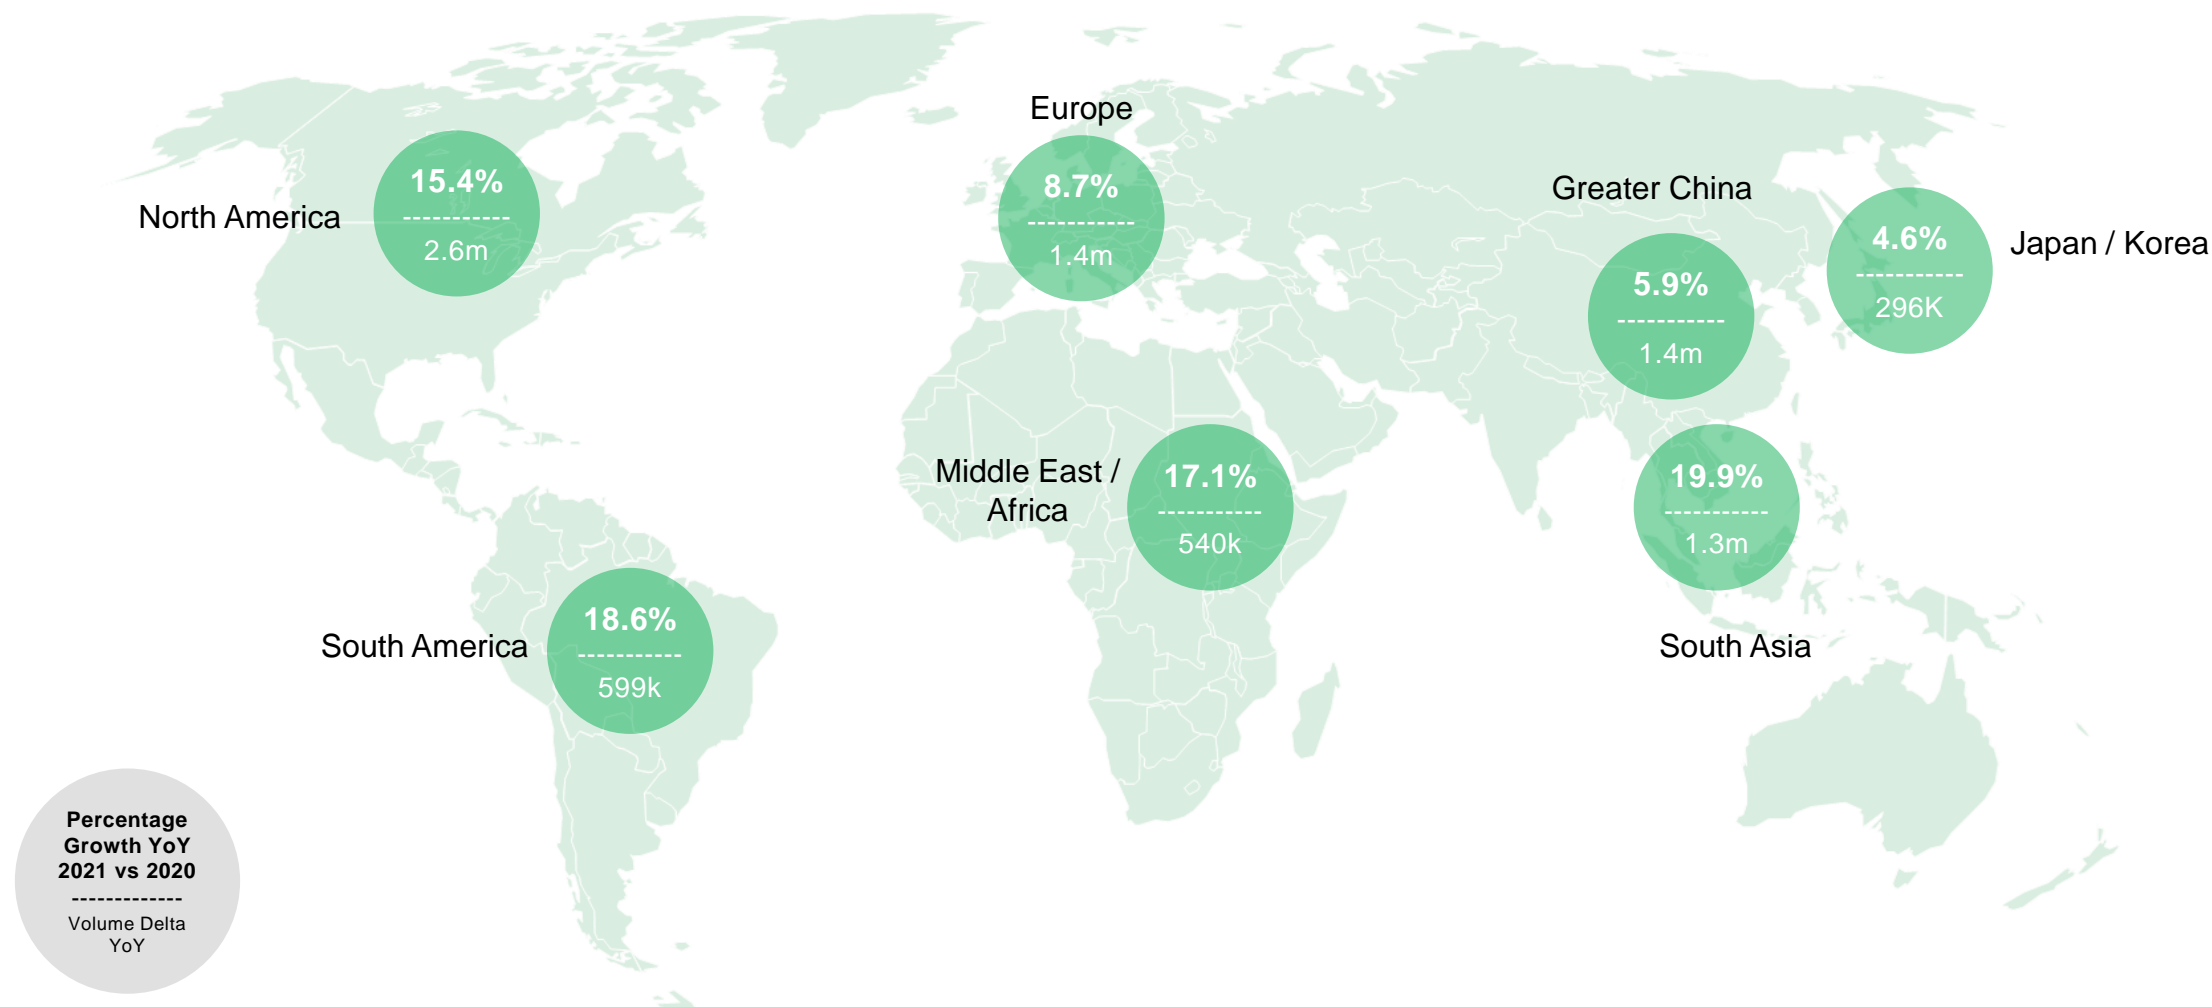 Europe
8.7%
-----------
1.4m
North America
15.4%
-----------
2.6m
Greater China
5.9%
-----------
1.4m
4.6%
-----------
296K
Japan / Korea
Middle East /
Africa
17.1%
-----------
540k
19.9%
-----------
1.3m
South Asia
South America
18.6%
-----------
599k
Percentage
Growth YoY
2021 vs 2020
-------------
Volume Delta
YoY